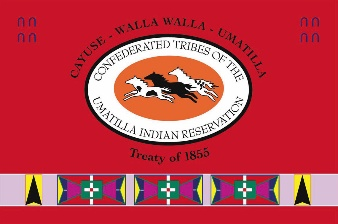 CAYUSE - WALLA WALLA - UMATILLA
CONFEDERATED TRIBES OF THE
UMATILLA INDIAN RESERVATION
Treaty of 1855